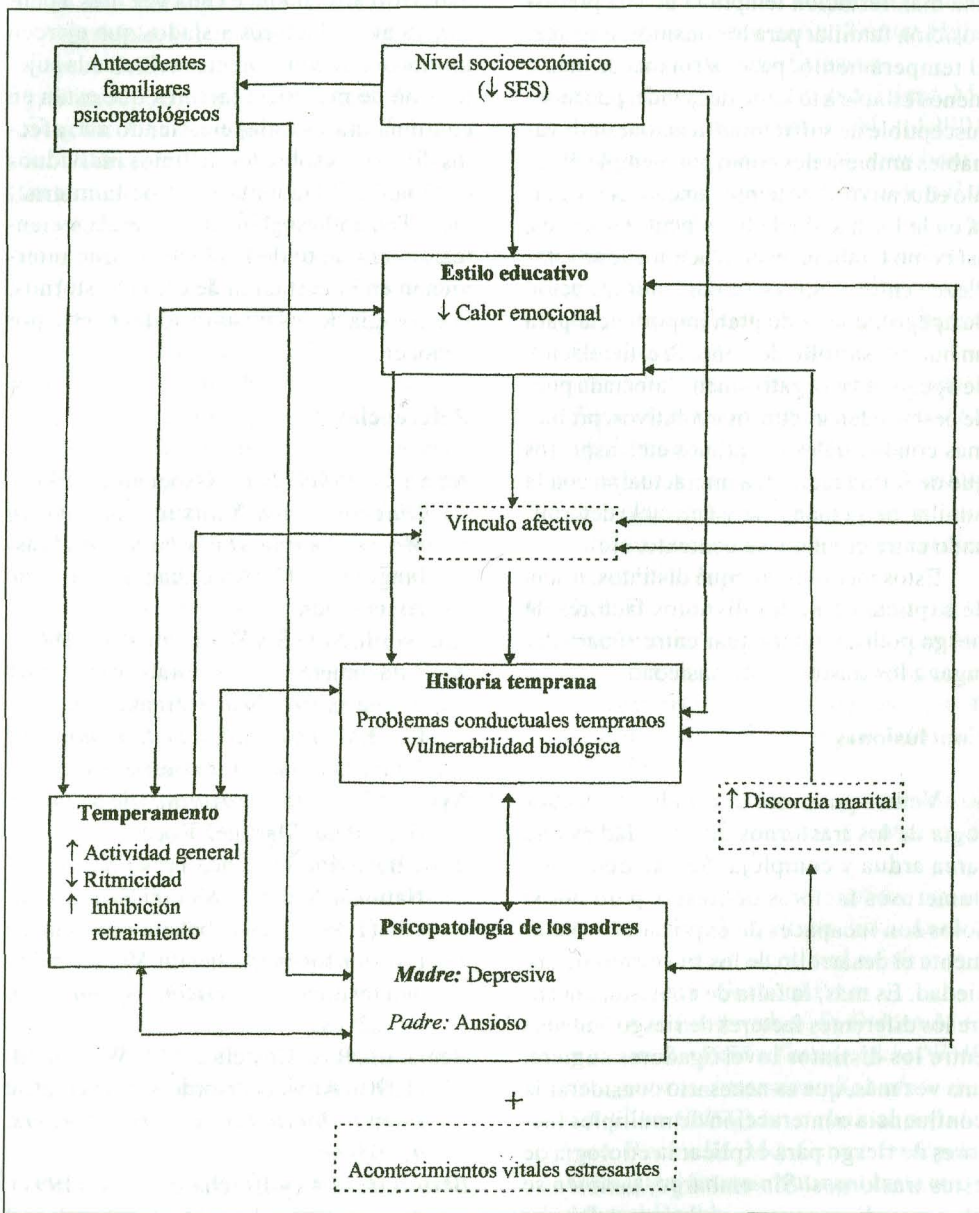 Antecedentes
familiares
psicopatológicos
Nivel socioeconómico
(↓ SES)
Estilo educativo
↓ Calor emocional
Vínculo afectivo
Historia temprana
Problemas conductuales tempranos
Vulnerabilidad biológica
↑ Discordia marital
Temperamento
↑ Actividad general
↓ Ritmicidad
↑ Inhibición
retraimiento
Psicopatología de los padres
Madre: Depresiva
Padre: Ansioso
+
Acontecimientos vitales estresantes